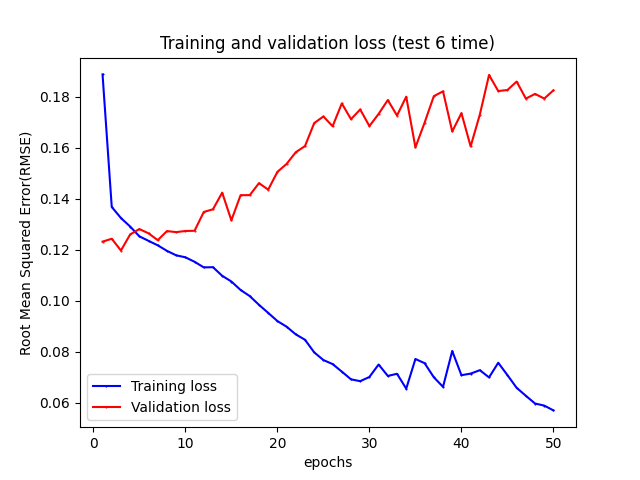 Training and validation loss (test 6 time)
Root Mean Squared Error(RMSE)
0.18
0.16
0.14
0.12
0.10
0.08
0.06
Training loss
Validation loss
0 10 20 30 40 50
epochs